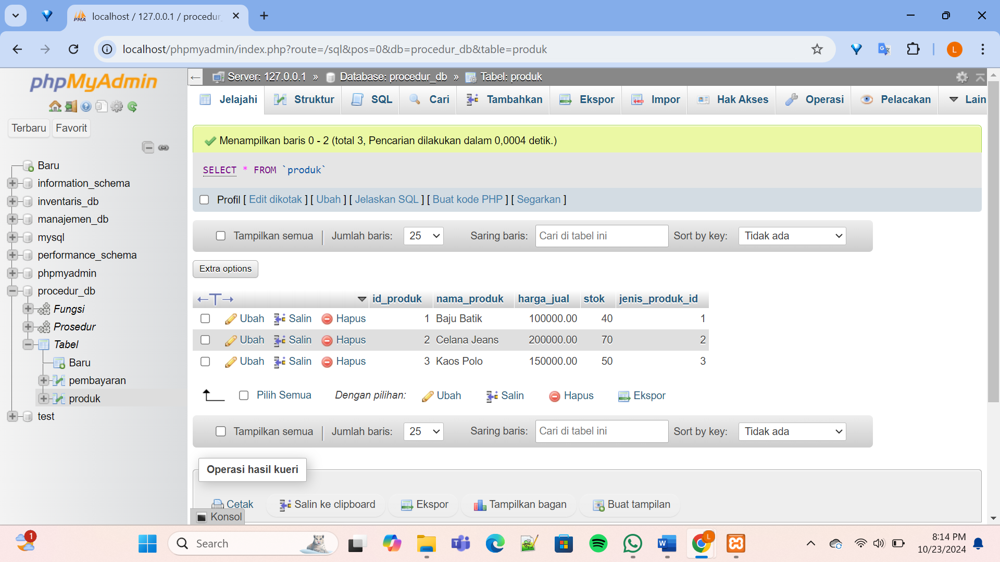 localhost / 127.0.0.1 / procedur_
localhost/phpmyadmin/index.php?route=/sql&pos=0&db=procedur_db&table=produk
L
phpMyAdmin
Terbaru Favorit
Baru
information_schema
inventaris_db
manajemen_db
mysql
performance_schema
phpmyadmin
procedur_db
Fungsi
Prosedur
Tabel
Baru
pembayaran
produk
test
Server: 127.0.0.1 » Database: procedur_db » Tabel: produk
Jelajahi Struktur SQL Cari Tambahkan Ekspor Impor Hak Akses Operasi Pelacakan Lain
Menampilkan baris 0 - 2 (total 3, Pencarian dilakukan dalam 0,0004 detik.)
SELECT * FROM `produk`
Profil [ Edit dikotak ] [ Ubah ] [ Jelaskan SQL ] [ Buat kode PHP ] [ Segarkan ]
Tampilkan semua | Jumlah baris: 25 Saring baris: Cari di tabel ini Sort by key: Tidak ada
Extra options
←T→ id_produk nama_produk harga_jual stok jenis_produk_id
Ubah Salin Hapus 1 Baju Batik 100000.00 40 1
Ubah Salin Hapus 2 Celana Jeans 200000.00 70 2
Ubah Salin Hapus 3 Kaos Polo 150000.00 50 3
Pilih Semua Dengan pilihan: Ubah Salin Hapus Ekspor
Tampilkan semua | Jumlah baris: 25 Saring baris: Cari di tabel ini Sort by key: Tidak ada
Operasi hasil kueri
Cetak Salin ke clipboard Ekspor Tampilkan bagan Buat tampilan
Konsol
1
Search
L
8:14 PM
10/23/2024